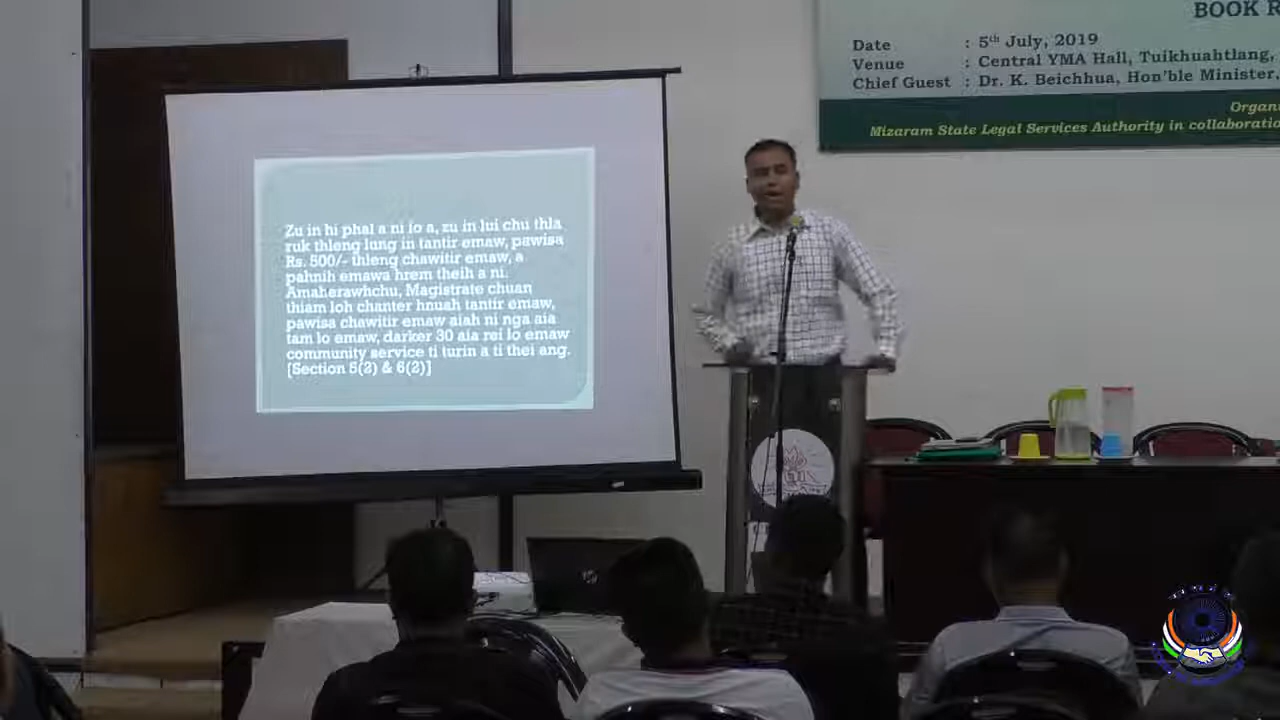 BOOK R
Date : 5th July, 2019
Venue : Central YMA Hall, Tuikhuahtlang,
Chief Guest : Dr. K. Beichhua, Hon'ble Minister,
Organi
Mizaram State Legal Services Authority in collaboratio
Zu in hi phal a ni lo a, zu in lui chu thla
ruk thleng lung in tantir emaw, pawisa
Rs. 500/- thleng chawitir emaw, a
pahnih emawa hrem theih a ni.
Amaherawhchu, Magistrate chuan
thiam loh chanter hnuah tantir emaw,
pawisa chawitir emaw aiah ni nga aia
tam lo emaw, darker 30 aia rei lo emaw
community service ti turin a ti thei ang.
[Section 5(2) & 6(2)]
hp